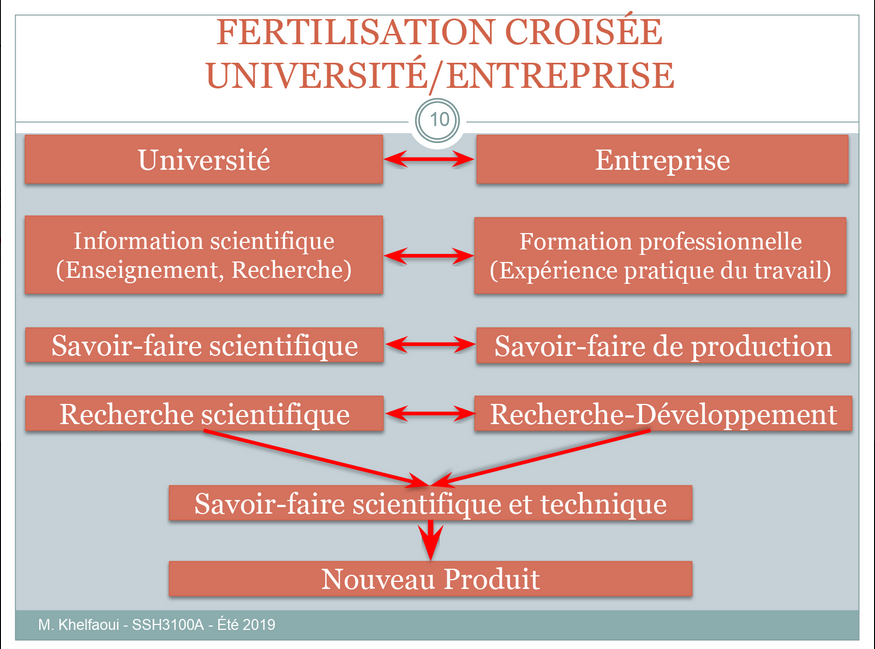 FERTILISATION CROISÉE
UNIVERSITÉ/ENTREPRISE
10
Université
Entreprise
Information scientifique
(Enseignement, Recherche)
Formation professionnelle
(Expérience pratique du travail)
Savoir-faire scientifique
Savoir-faire de production
Recherche scientifique
Recherche-Développement
Savoir-faire scientifique et technique
Nouveau Produit
M. Khelfaoui - SSH3100A - Été 2019